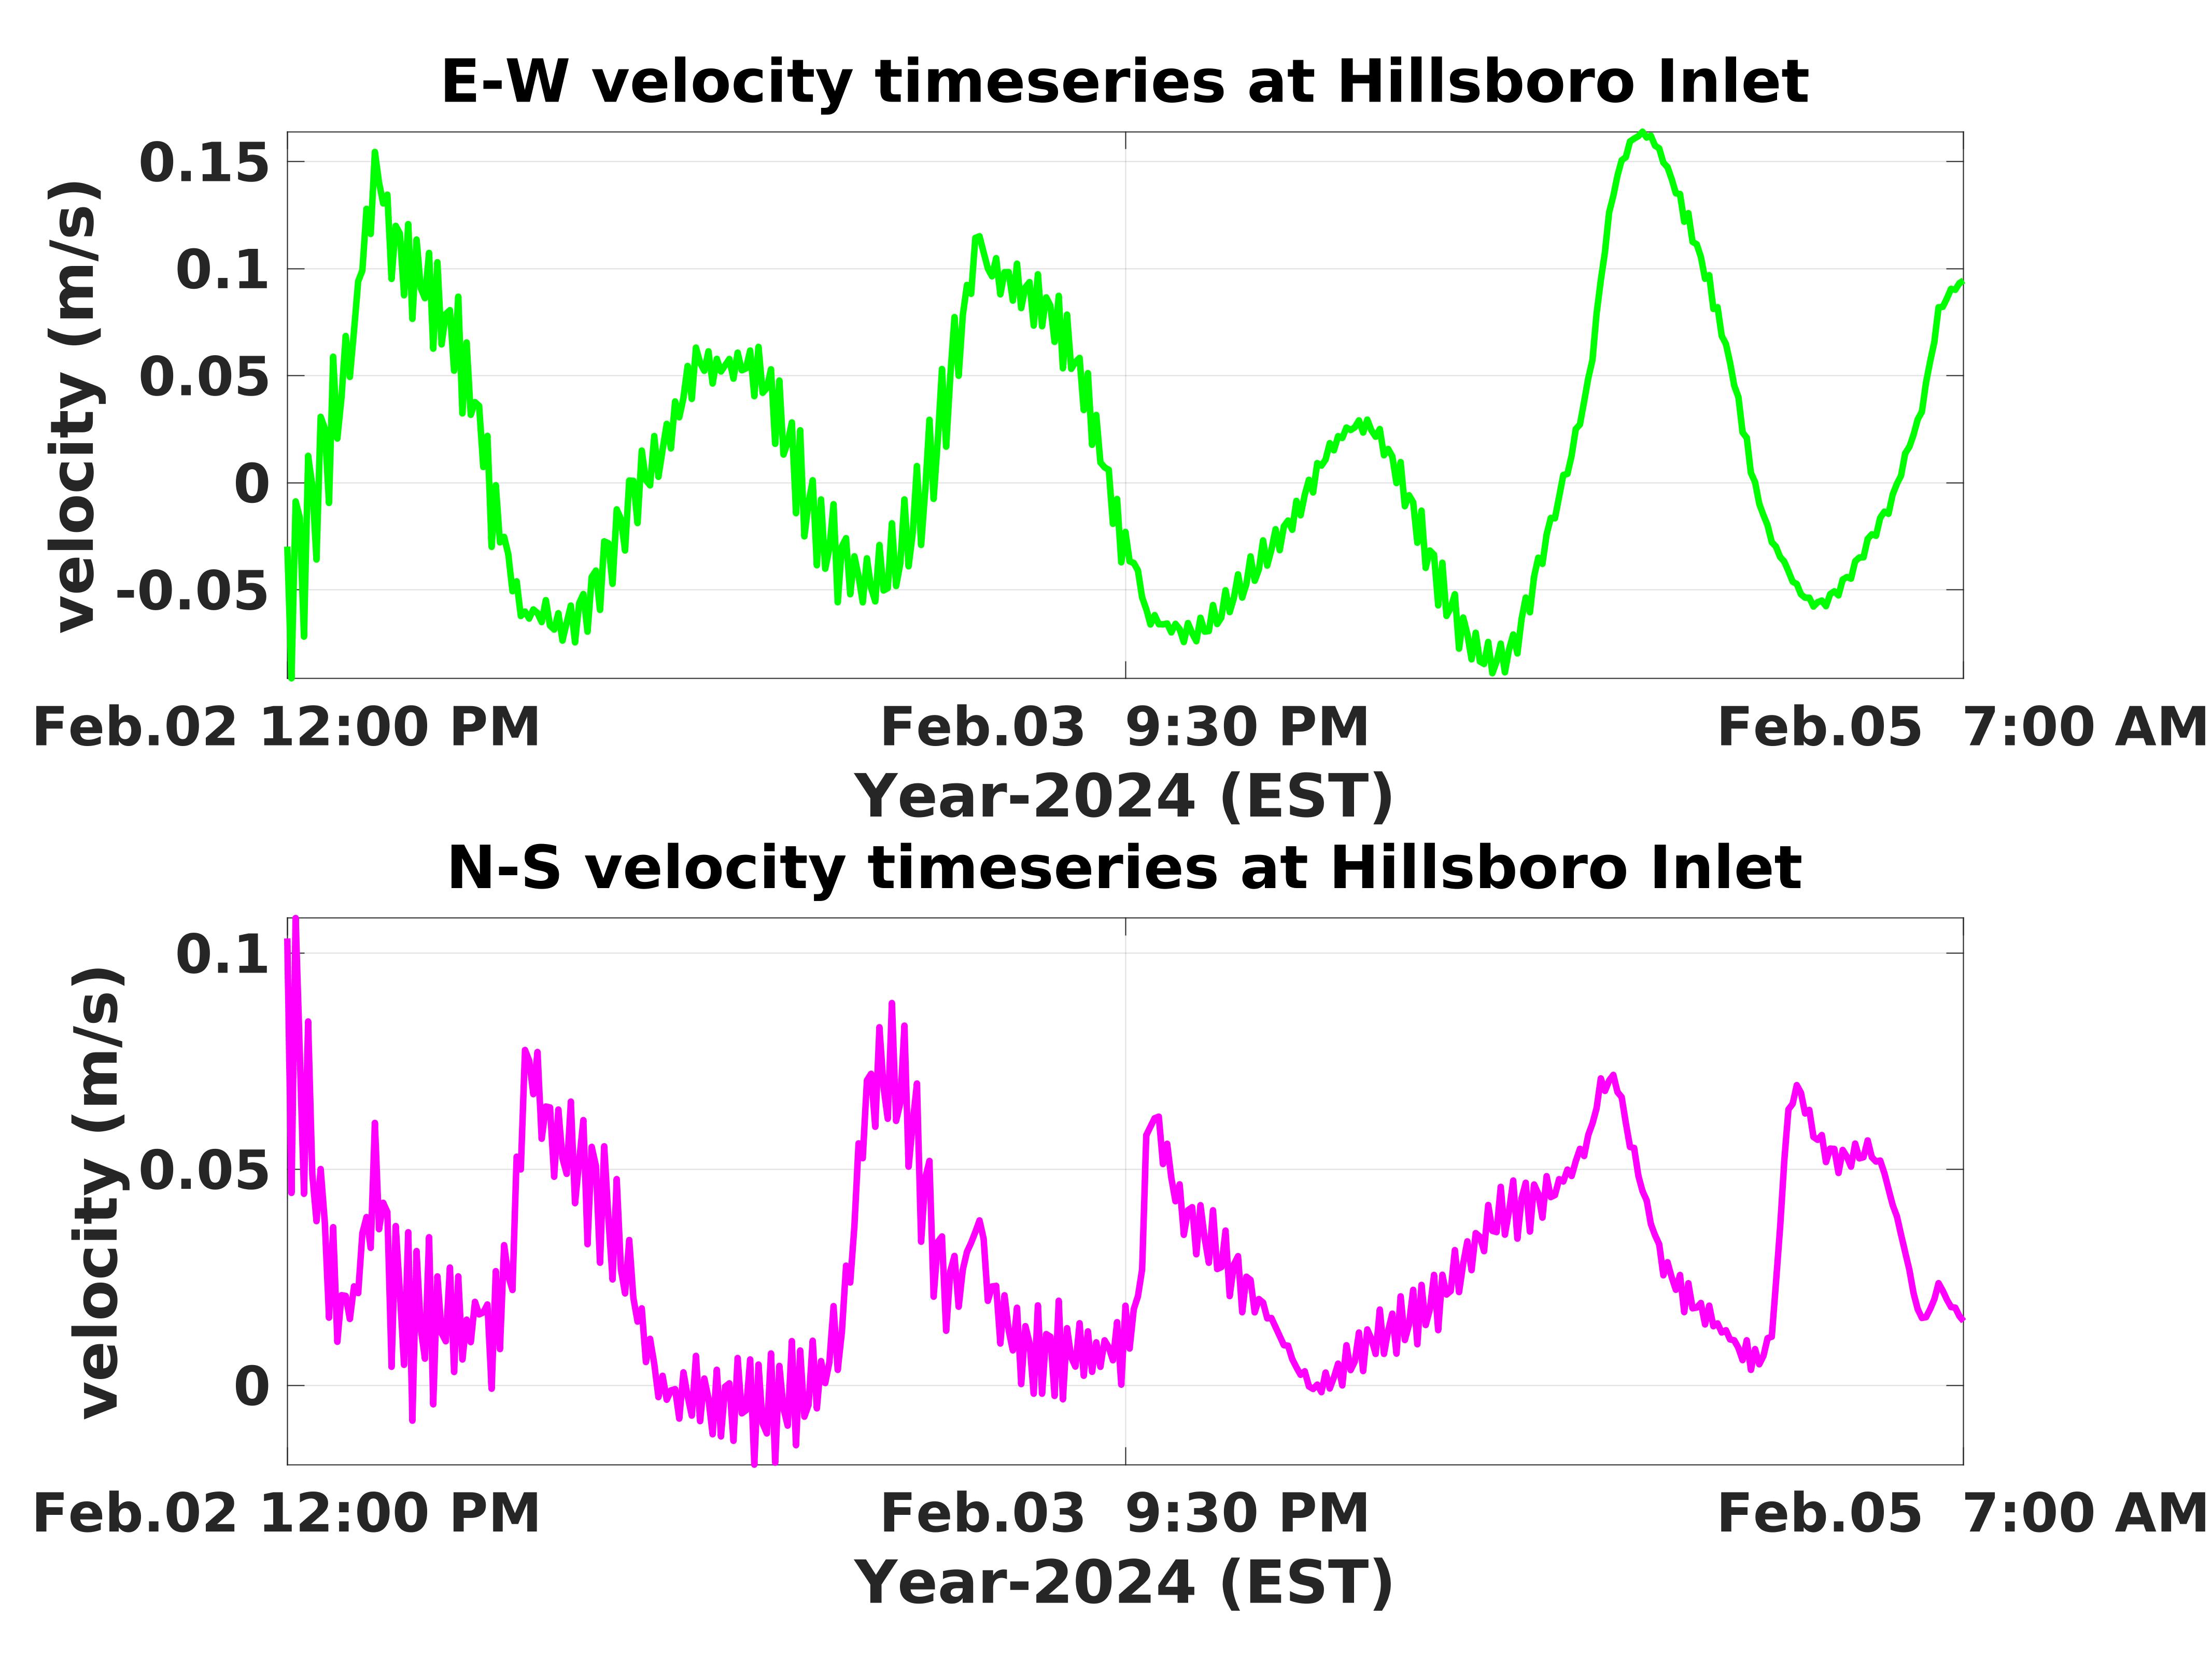 E-W velocity timeseries at Hillsboro Inlet
velocity (m/s)
0.15
0.1
0.05
0
-0.05
Feb.02 12:00 PM Feb.03  9:30 PM Feb.05  7:00 AM
Year-2024 (EST)
N-S velocity timeseries at Hillsboro Inlet
velocity (m/s)
0.1
0.05
0
Feb.02 12:00 PM Feb.03  9:30 PM Feb.05  7:00 AM
Year-2024 (EST)